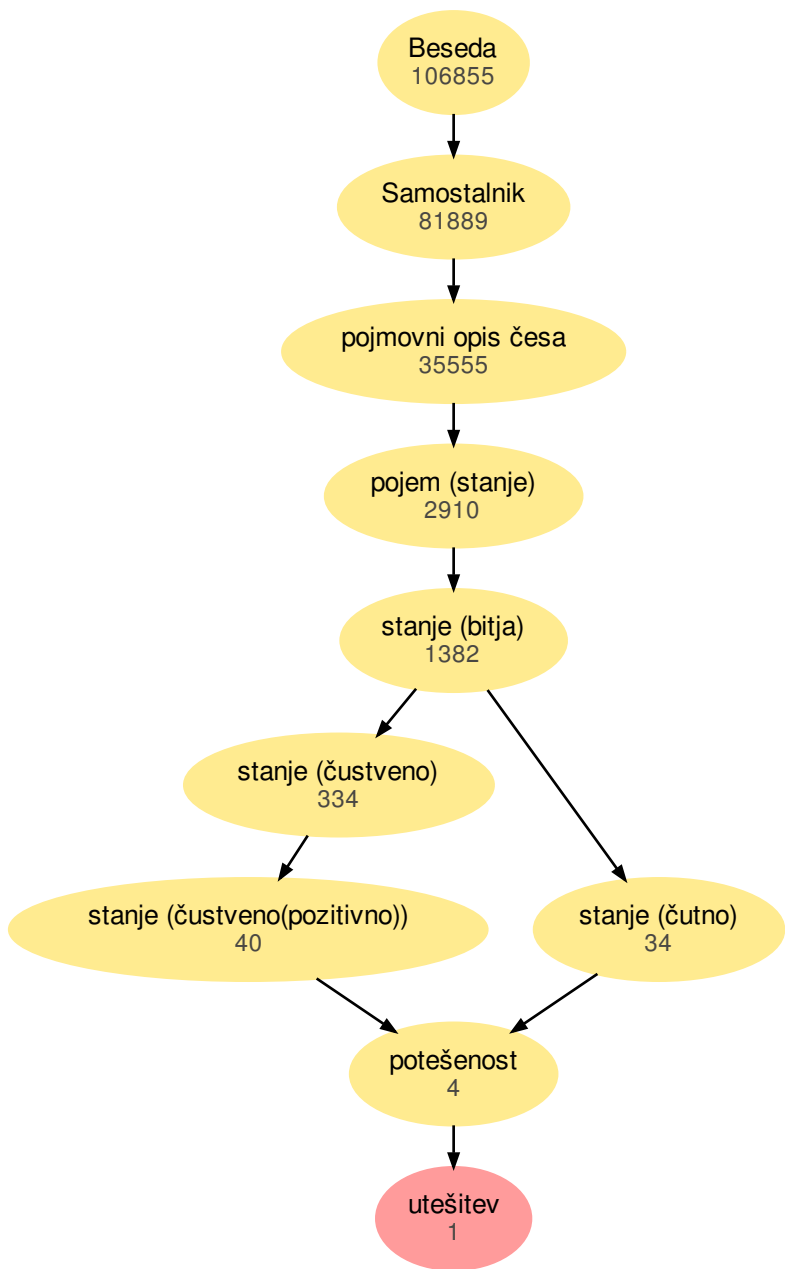 Beseda
106855
Samostalnik
81889
pojmovni opis česa
35555
pojem (stanje)
2910
stanje (bitja)
1382
stanje (čustveno)
334
stanje (čustveno(pozitivno))
40
stanje (čutno)
34
potešenost
4
utešitev
1